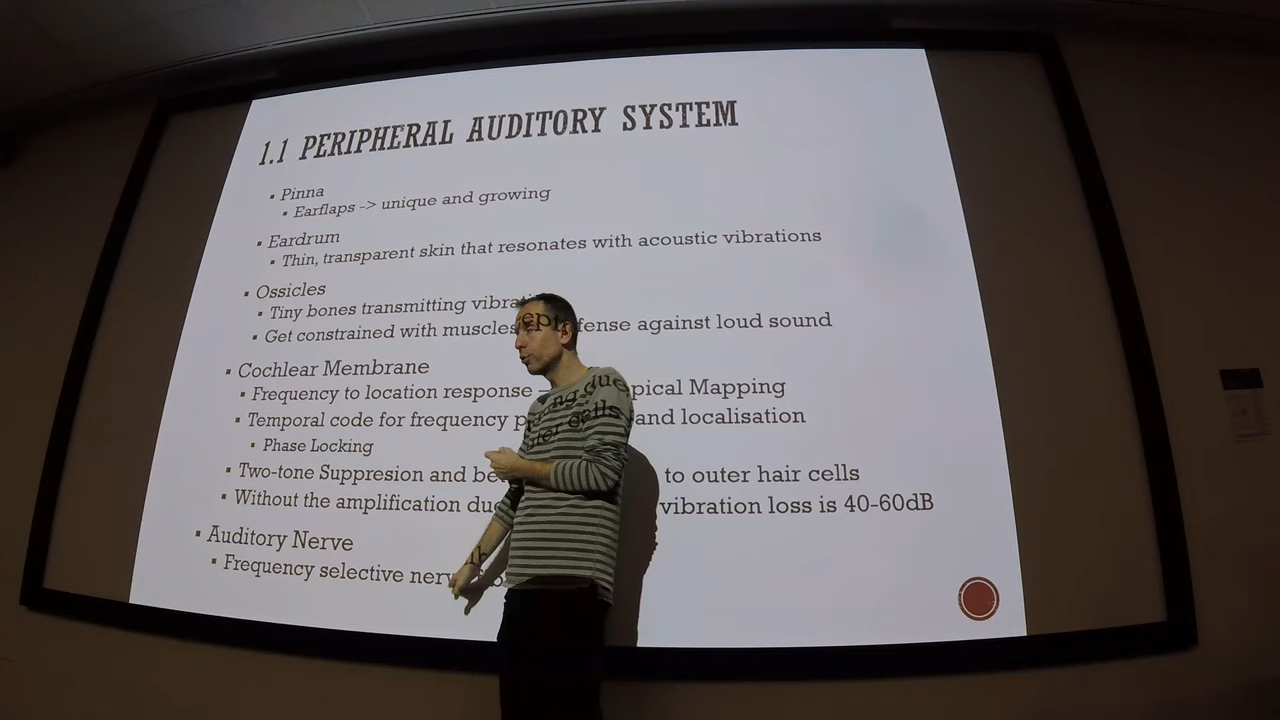 1.1 PERIPHERAL AUDITORY SYSTEM
▪ Pinna
▪ Earflaps -> unique and growing
▪ Eardrum
▪ Thin, transparent skin that resonates with acoustic vibrations
▪ Ossicles
▪ Tiny bones transmitting
▪ Get constrained with muscles against loud sound
▪ Cochlear Membrane
▪ Frequency to location response Mapping
▪ Temporal code for frequency and localisation
▪ Phase Locking
▪ Two-tone Suppresion and to outer hair cells
▪ Without the amplification vibration loss is 40-60dB
▪ Auditory Nerve
▪ Frequency selective